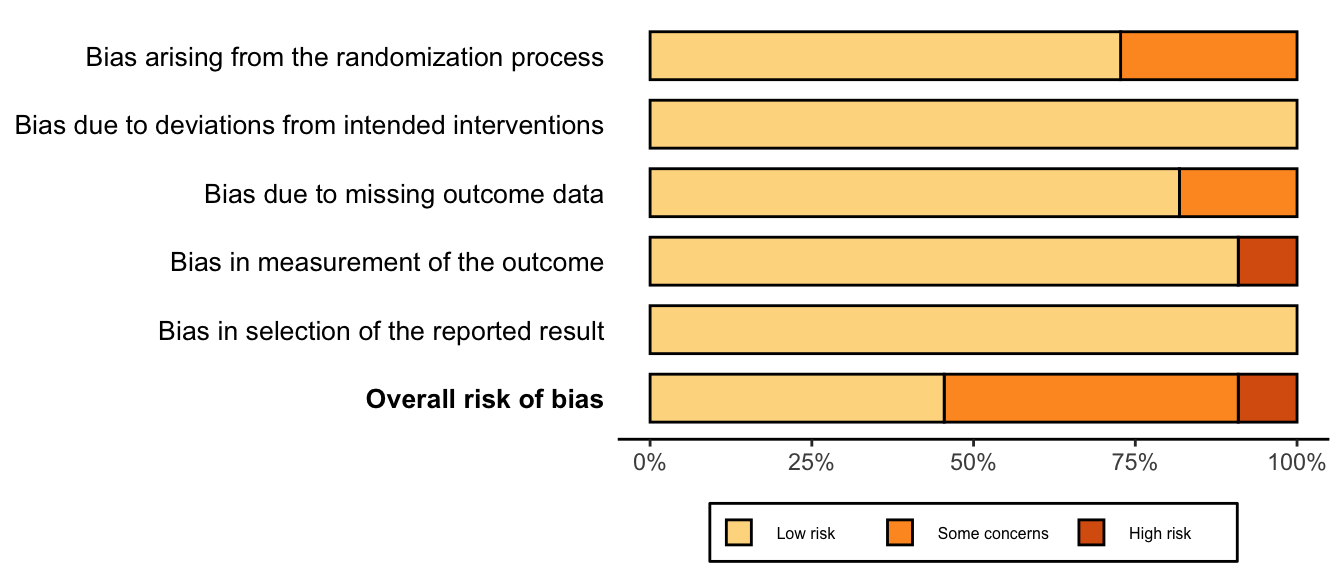 Bias arising from the randomization process
Bias due to deviations from intended interventions
Bias due to missing outcome data
Bias in measurement of the outcome
Bias in selection of the reported result
Overall risk of bias
0% 25% 50% 75% 100%
Low risk Some concerns High risk